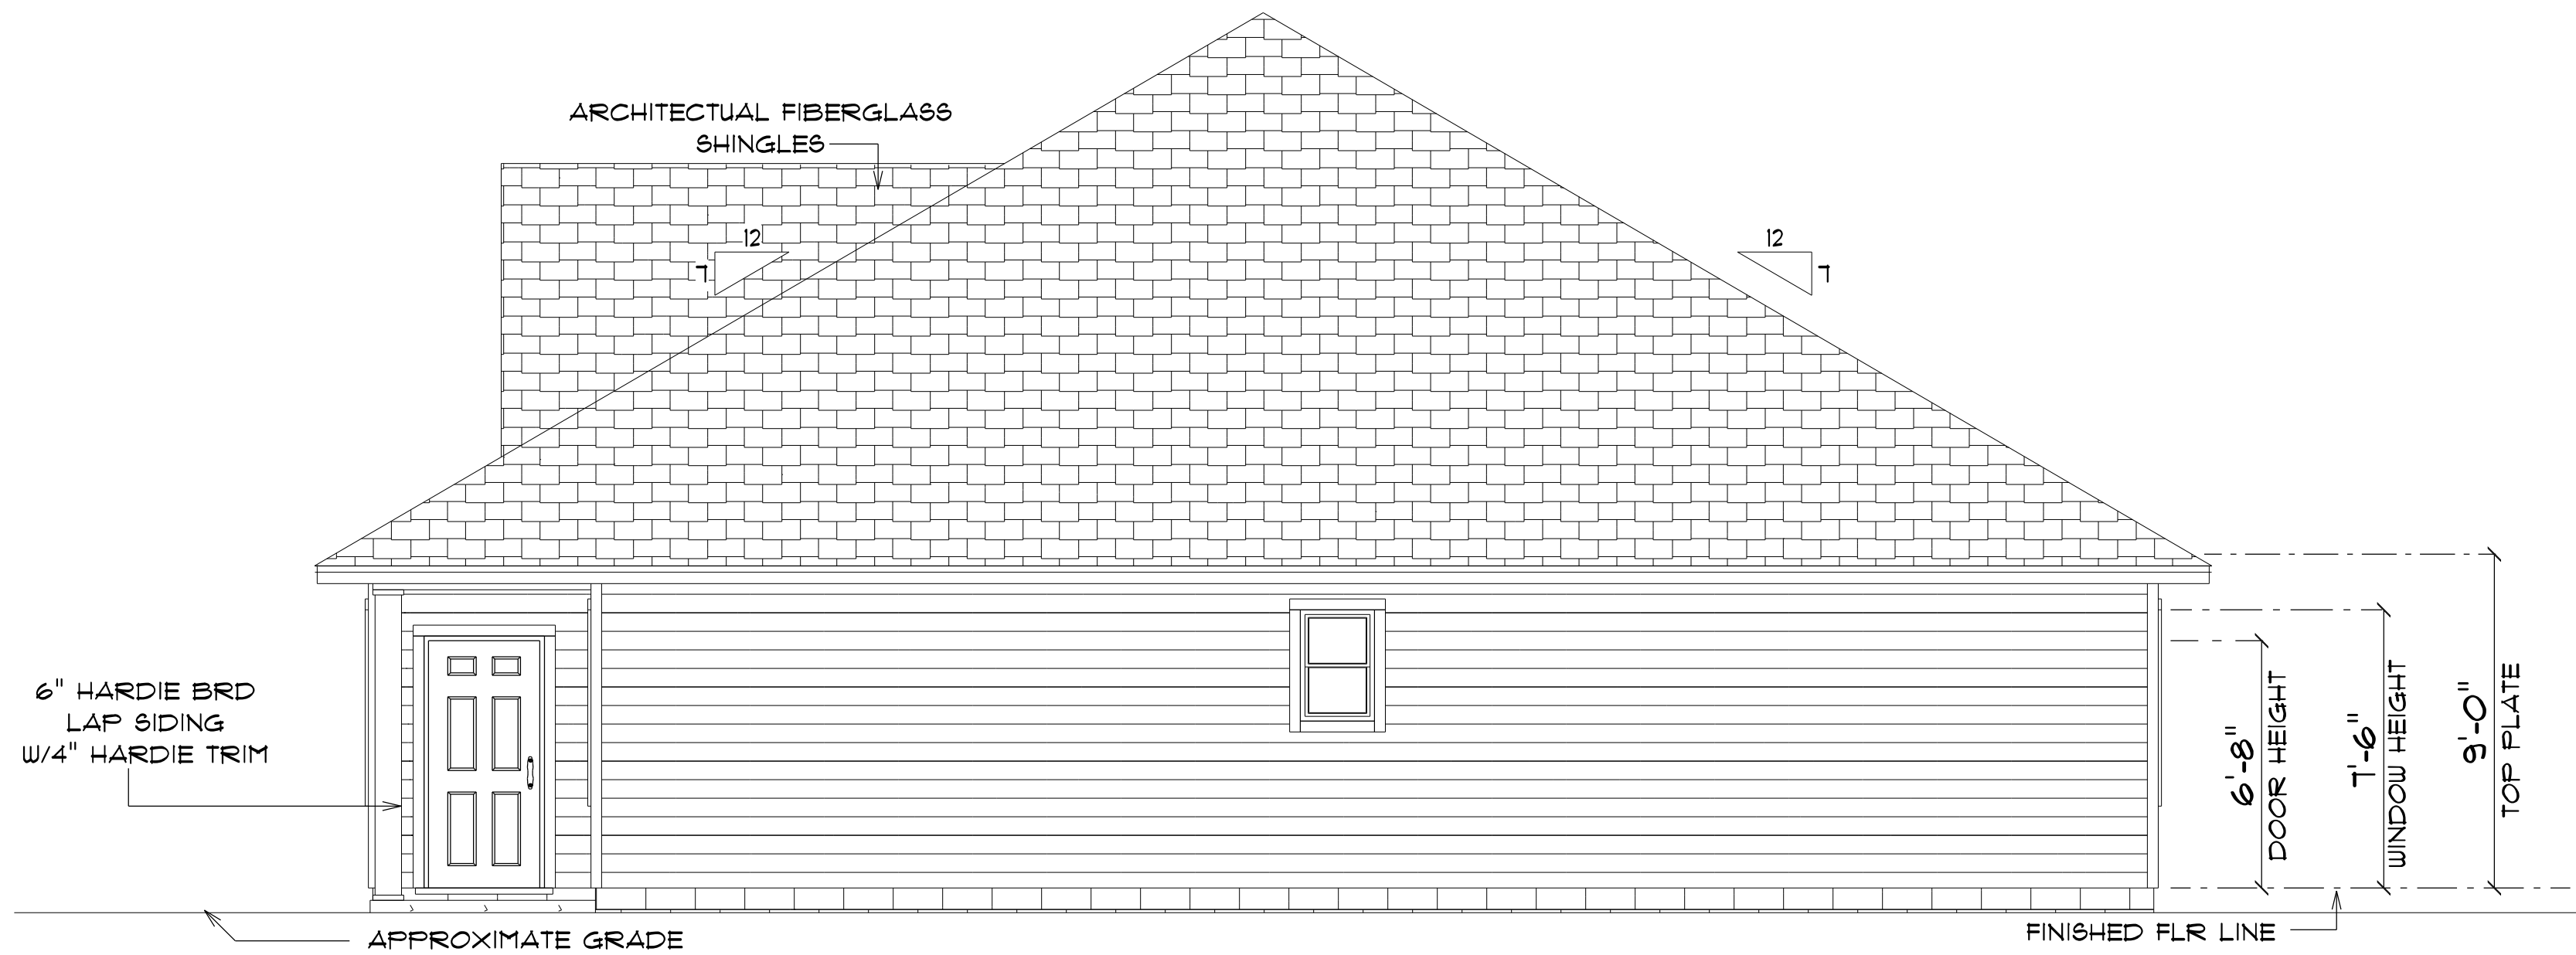 ARCHITECTUAL FIBERGLASS
SHINGLES
12
7
12
7
6" HARDIE BRD
LAP SIDING
W/4" HARDIE TRIM
6'-8"
DOOR HEIGHT
7'-6"
WINDOW HEIGHT
9'-0"
TOP PLATE
APPROXIMATE GRADE
FINISHED FLR LINE